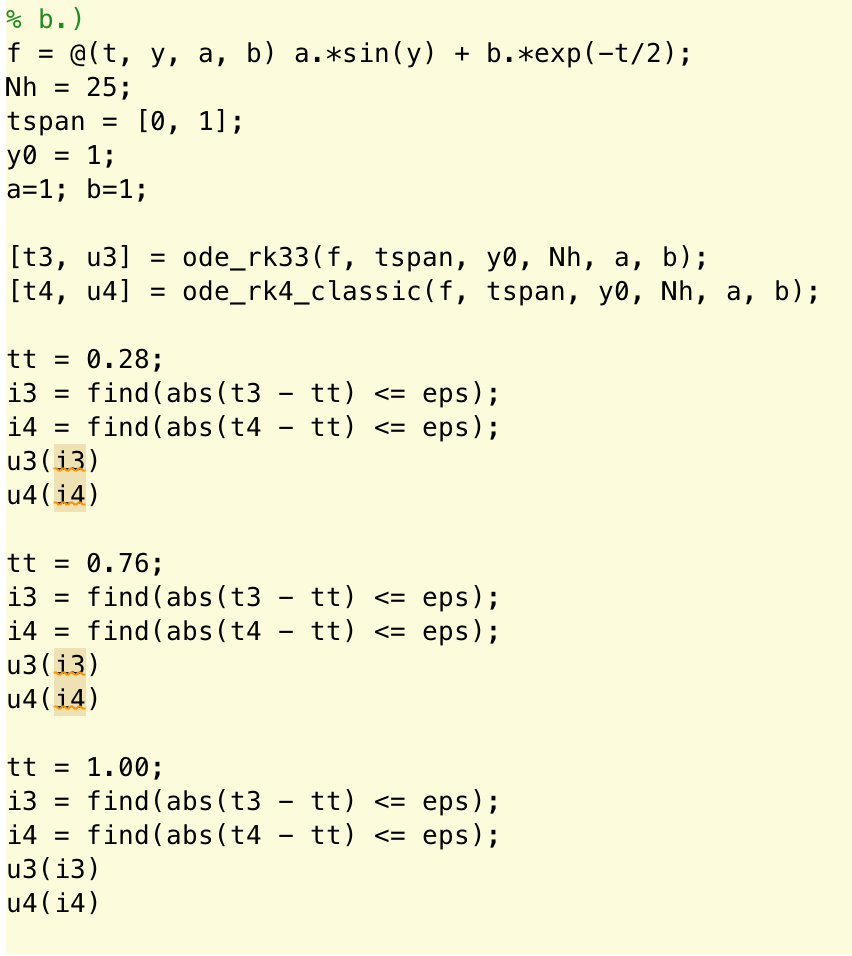 % b.)
f = @(t, y, a, b) a.*sin(y) + b.*exp(-t/2);
Nh = 25;
tspan = [0, 1];
y0 = 1;
a=1; b=1;
[t3, u3] = ode_rk33(f, tspan, y0, Nh, a, b);
[t4, u4] = ode_rk4_classic(f, tspan, y0, Nh, a, b);
tt = 0.28;
i3 = find(abs(t3 - tt) <= eps);
i4 = find(abs(t4 - tt) <= eps);
u3(i3)
u4(i4)
tt = 0.76;
i3 = find(abs(t3 - tt) <= eps);
i4 = find(abs(t4 - tt) <= eps);
u3(i3)
u4(i4)
tt = 1.00;
i3 = find(abs(t3 - tt) <= eps);
i4 = find(abs(t4 - tt) <= eps);
u3(i3)
u4(i4)